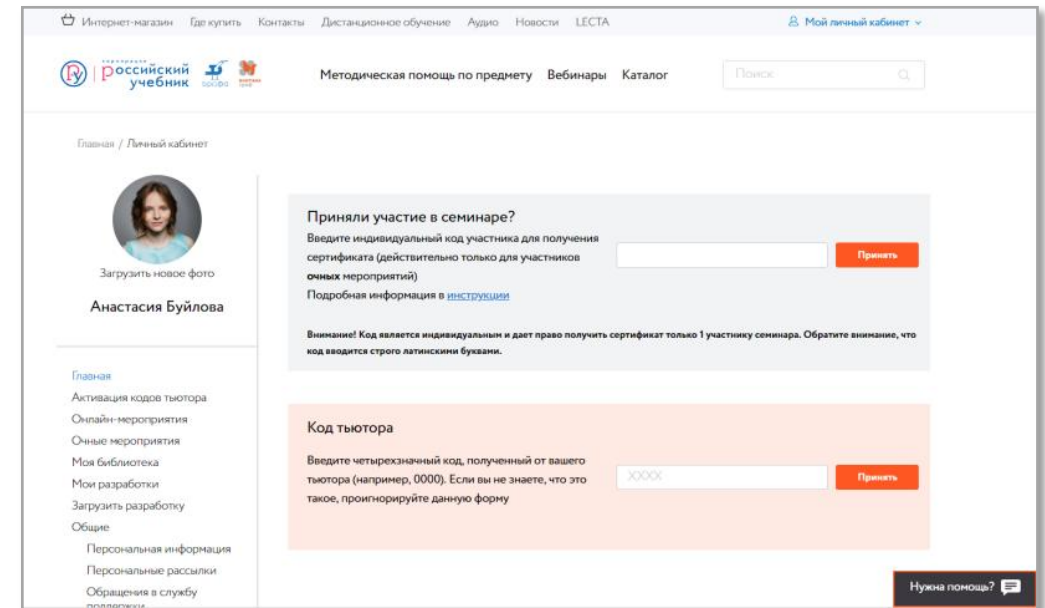 Интернет-магазин Где купить Контакты Дистанционное обучение Аудио Новости LECTA Мой личный кабинет
корпорация
российский
учебник
Методическая помощь по предмету Вебинары Каталог Поиск
Главная / Личный кабинет
Загрузить новое фото
Анастасия Буйлова
Главная
Активация кодов тьютора
Онлайн-мероприятия
Очные мероприятия
Моя библиотека
Мои разработки
Загрузить разработку
Общие
Персональная информация
Персональные рассылки
Обращения в службу
поддержки
Приняли участие в семинаре?
Введите индивидуальный код участника для получения
сертификата (действительно только для участников
очных мероприятий)
Подробная информация в инструкции
Принять
Внимание! Код является индивидуальным и дает право получить сертификат только 1 участнику семинара. Обратите внимание, что
код вводится строго латинскими буквами.
Код тьютора
Введите четырехзначный код, полученный от вашего
тьютора (например, 0000). Если вы не знаете, что это
такое, проигнорируйте данную форму
XXXX
Принять
Нужна помощь?